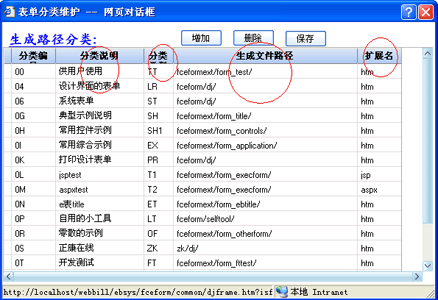 表单分类维护 -- 网页对话框
生成路径分类: 增加 删除 保存
分类编 分类说明 分类 生成文件路径 扩展名
00 供用户使用 TT fceformext/form_test/ htm
04 设计界面的表单 LR fceform/dj/ htm
06 系统表单 ST fceform/dj/ htm
0G 典型示例说明 SH fceformext/form_title/ htm
0H 常用控件示例 SH1 fceformext/form_controls/ htm
0I 常用综合示例 EX fceformext/form_application/ htm
0K 打印设计表单 PR fceform/dj/ htm
0L jsptest T1 fceformext/form_execform/ jsp
0M aspxtest T2 fceformext/form_execform/ aspx
0N e表title ET fceformext/form_ebtitle/ htm
0P 自用的小工具 LT fceform/selftool/ htm
0R 零散的示例 OF fceformext/form_otherform/ htm
0S 正康在线 ZK zk/dj/ htm
0T 开发测试 FT fceformext/form_fttest/ htm
http://localhost/webbill/ebsys/fceform/common/djframe.htm?isf 本地 Intranet